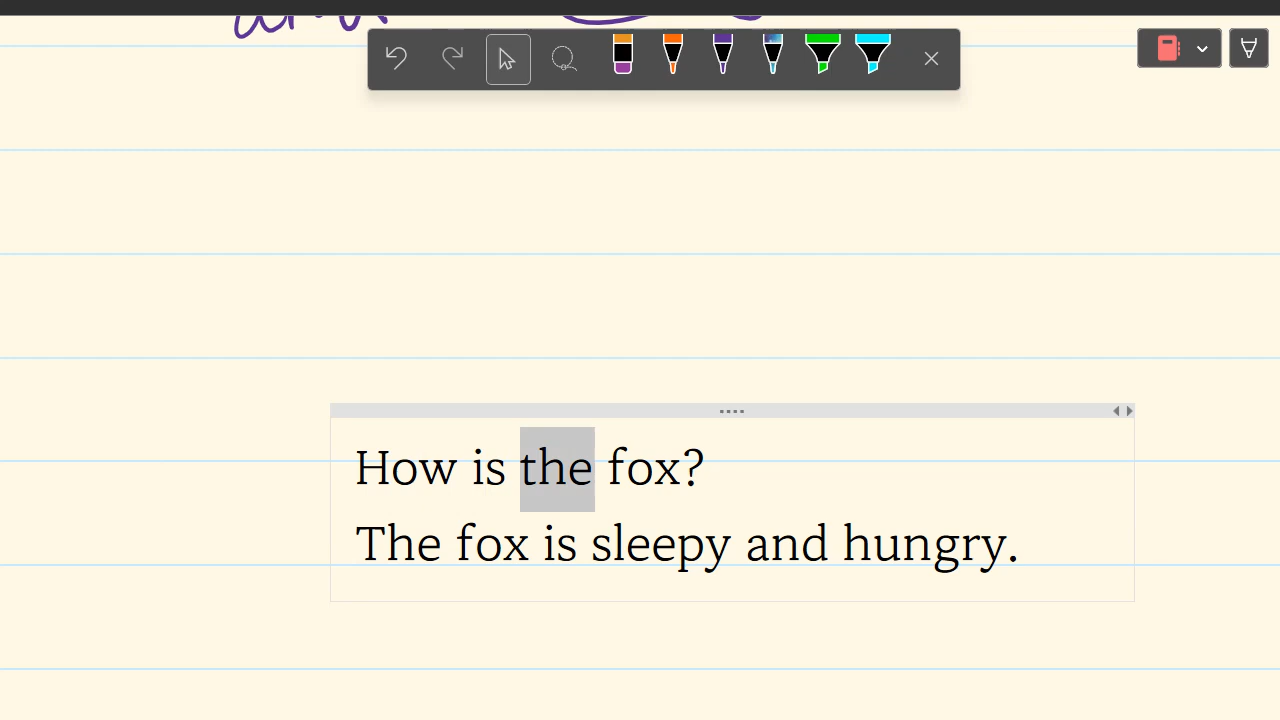 How is the fox?
The fox is sleepy and hungry.